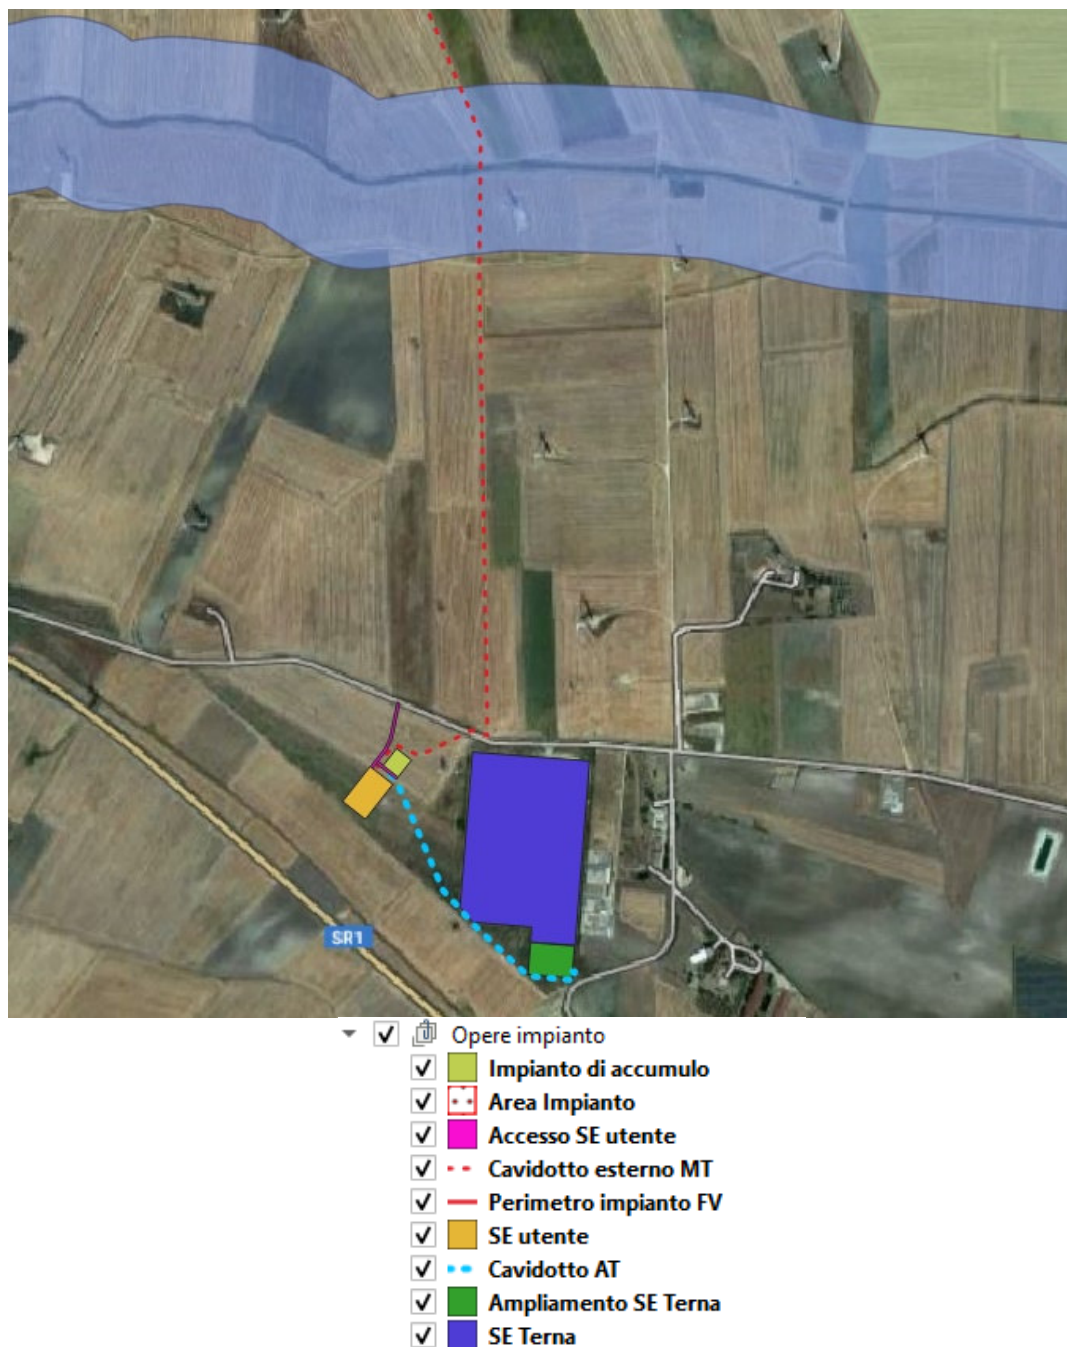 SR1
Opere impianto
Impianto di accumulo
Area Impianto
Accesso SE utente
Cavidotto esterno MT
Perimetro impianto FV
SE utente
Cavidotto AT
Ampliamento SE Terna
SE Terna